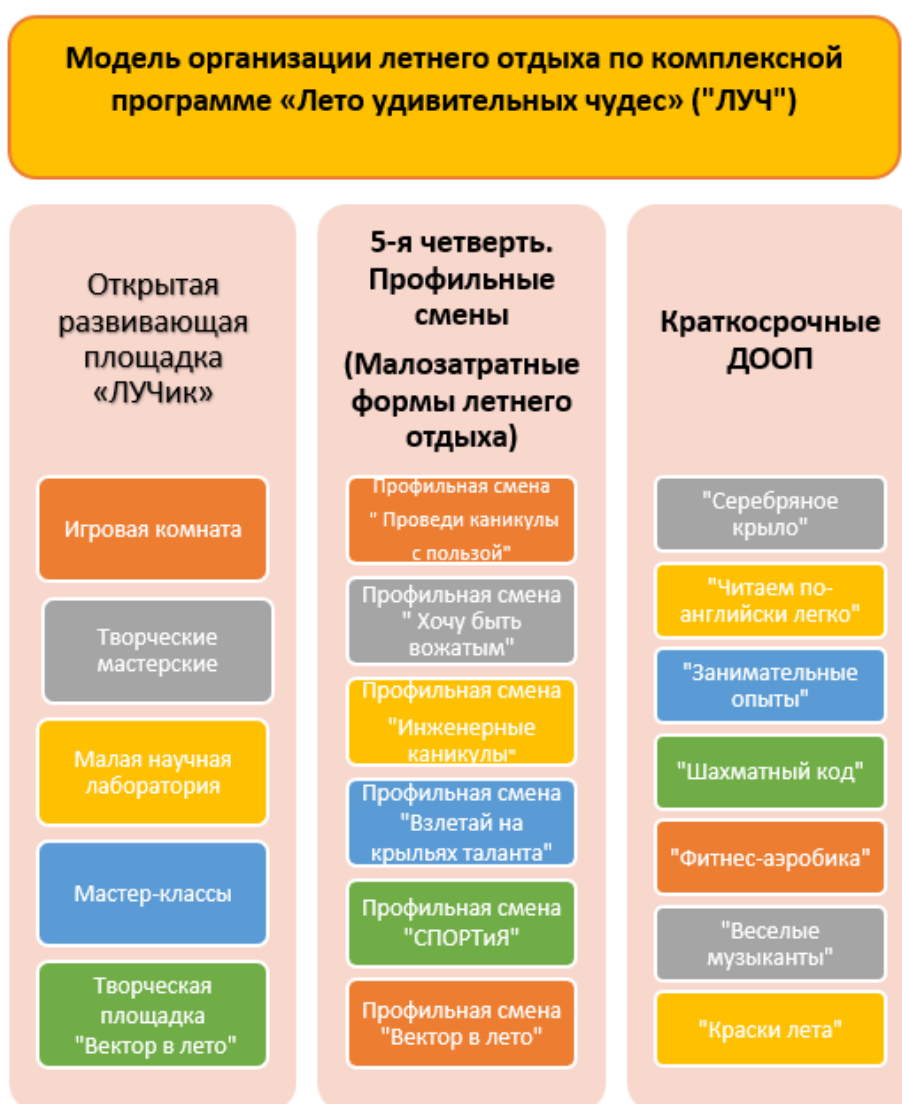 Модель организации летнего отдыха по комплексной
программе «Лето удивительных чудес» ("ЛУЧ")
Открытая
развивающая
площадка
«ЛУЧик»
Игровая комната
Творческие
мастерские
Малая научная
лаборатория
Мастер-классы
Творческая
площадка
"Вектор в лето"
5-я четверть.
Профильные
смены
(Малозатратные
формы летнего
отдыха)
Профильная смена
" Проведи каникулы
с пользой"
Профильная смена
" Хочу быть
вожатым"
Профильная смена
"Инженерные
каникулы"
Профильная смена
"Взлетай на
крыльях таланта"
Профильная смена
"СПОРТиЯ"
Профильная смена
"Вектор в лето"
Краткосрочные
ДООП
"Серебряное
крыло"
"Читаем по-
английски легко"
"Занимательные
опыты"
"Шахматный код"
"Фитнес-аэробика"
"Веселые
музыканты"
"Краски лета"